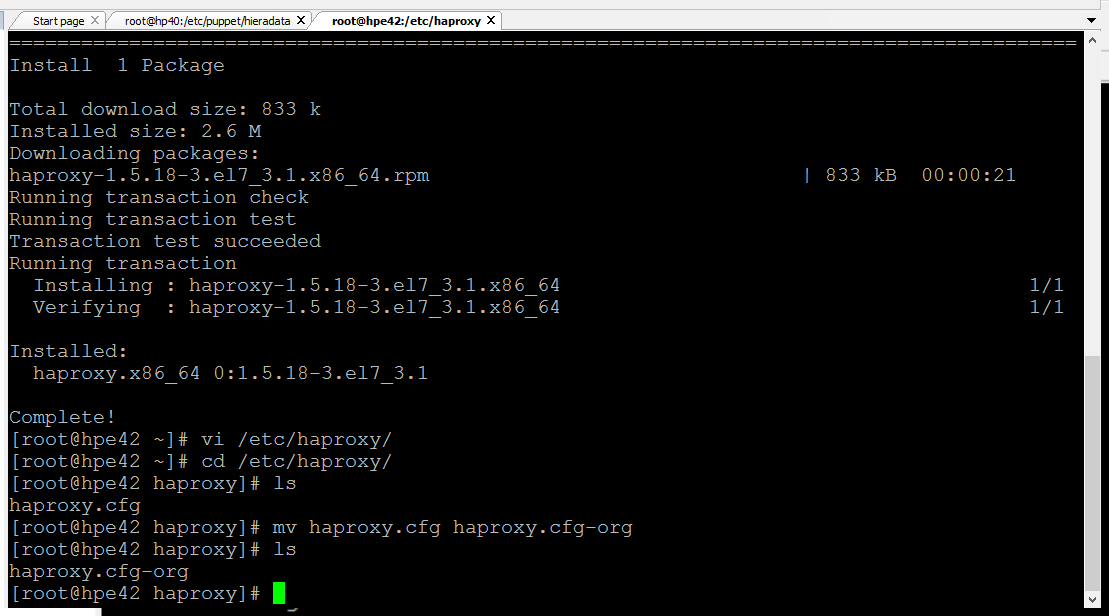 Start page root@hp40:/etc/puppet/hieradata root@hpe42:/etc/haproxy
=========================================================================================
Install  1 Package
Total download size: 833 k
Installed size: 2.6 M
Downloading packages:
haproxy-1.5.18-3.el7_3.1.x86_64.rpm | 833 kB  00:00:21
Running transaction check
Running transaction test
Transaction test succeeded
Running transaction
  Installing : haproxy-1.5.18-3.el7_3.1.x86_64 1/1
  Verifying  : haproxy-1.5.18-3.el7_3.1.x86_64 1/1
Installed:
  haproxy.x86_64 0:1.5.18-3.el7_3.1
Complete!
[root@hpe42 ~]# vi /etc/haproxy/
[root@hpe42 ~]# cd /etc/haproxy/
[root@hpe42 haproxy]# ls
haproxy.cfg
[root@hpe42 haproxy]# mv haproxy.cfg haproxy.cfg-org
[root@hpe42 haproxy]# ls
haproxy.cfg-org
[root@hpe42 haproxy]#